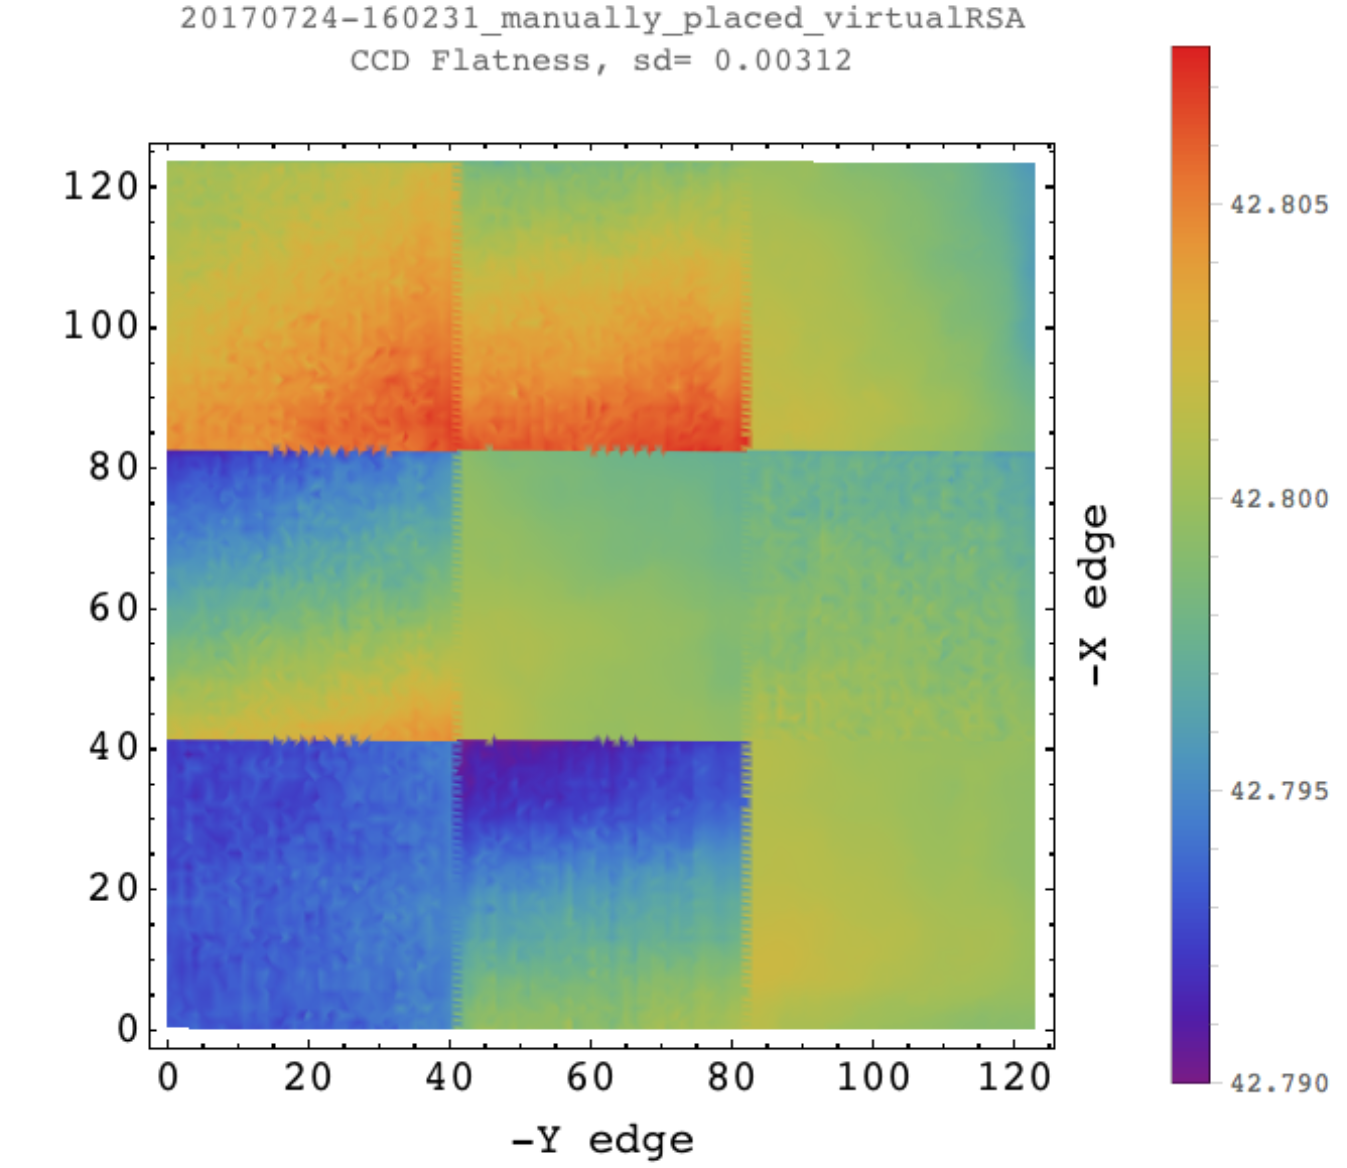 20170724-160231_manually_placed_virtualRSA
CCD Flatness, sd= 0.00312
120
100
80
60
40
20
0
0 20 40 60 80 100 120
-Y edge
-X edge
42.805
42.800
42.795
42.790